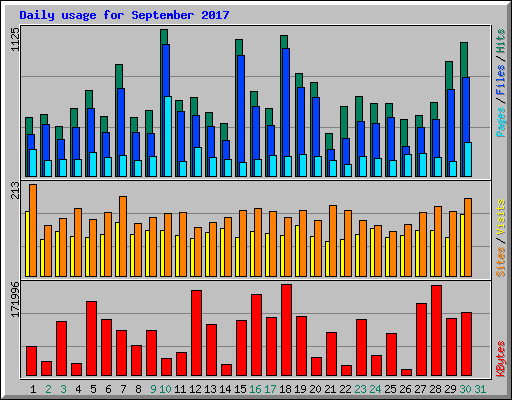 Daily usage for September 2017
1125
Pages / Files / Hits
213
Sites / Visits
171996
KBytes
1 2 3 4 5 6 7 8 9 10 11 12 13 14 15 16 17 18 19 20 21 22 23 24 25 26 27 28 29 30 31